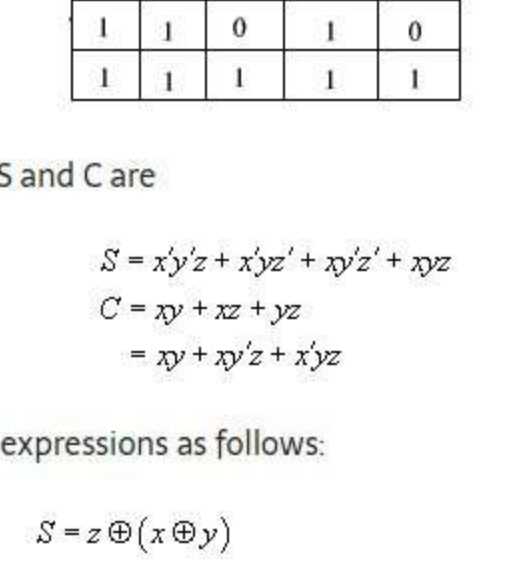 1 1 0 1 0
1 1 1 1 1
S and C are
S = x'y'z + x'yz' + xy'z' + xyz
C = xy + xz + yz
= xy + xy'z + x'yz
expressions as follows:
S = z⊕(x⊕y)